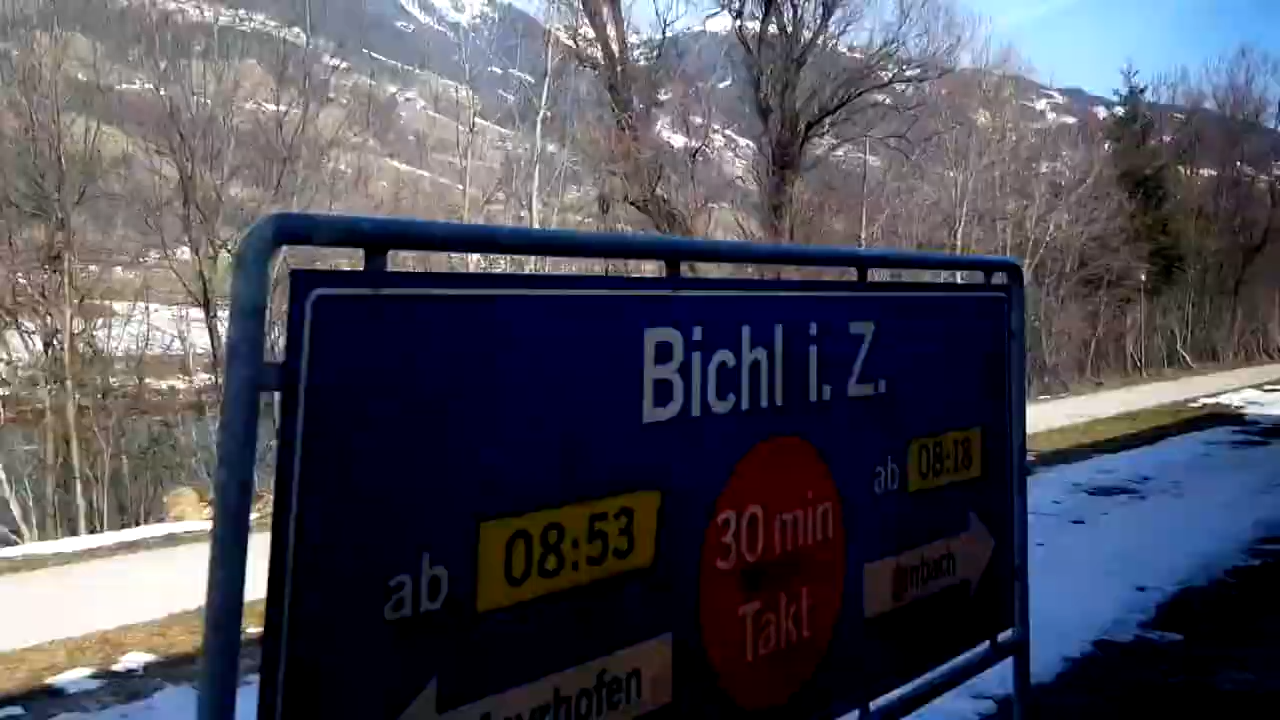 Bichl i. Z.
ab 08:53
30 min
Takt
ab 08:18